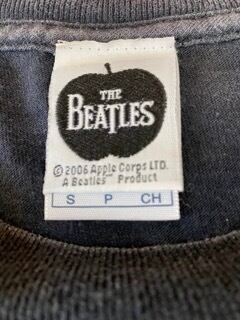 THE
BEATLES
© 2006 Apple Corps LTD.
A Beatles™ Product
S P CH